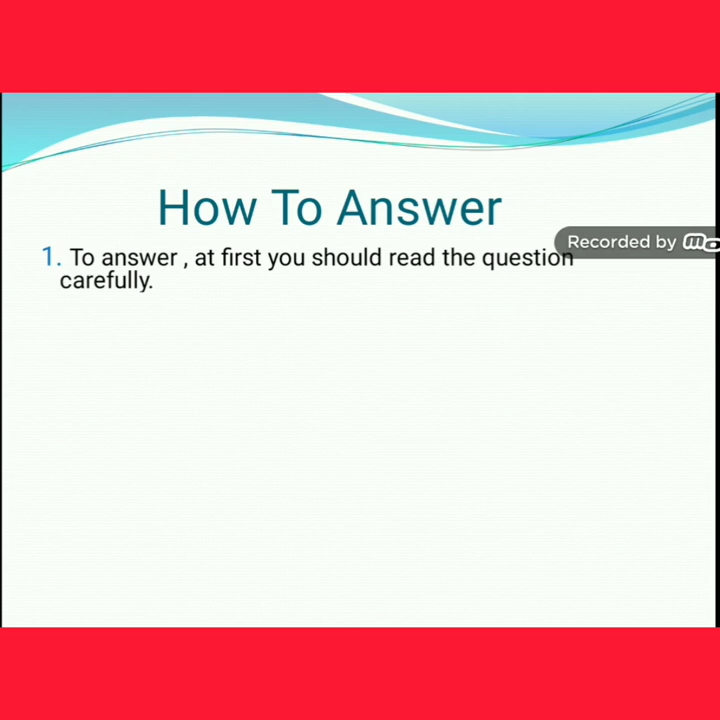 How To Answer
Recorded by
1. To answer , at first you should read the question
carefully.